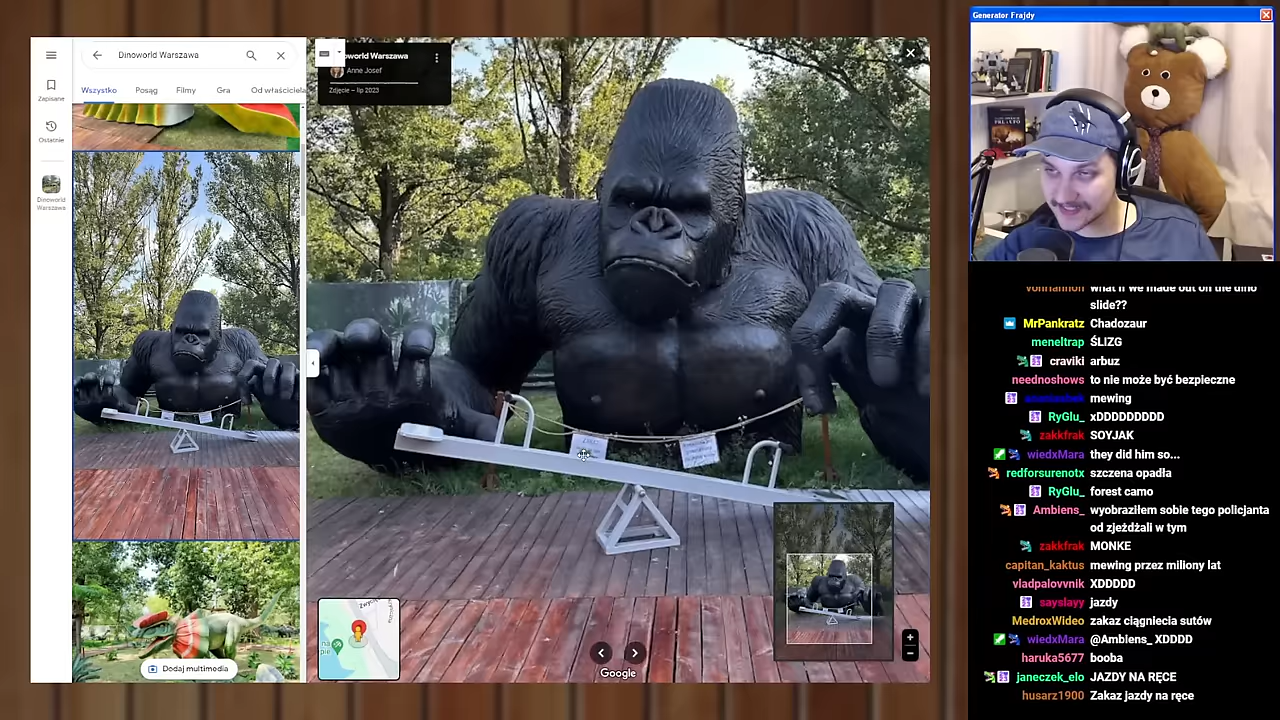 Dinoworld Warszawa
Wszystko
Posąg
Filmy
Gra
Od właściciela
Zapisane
Ostatnie
Dinoworld
Warszawa
Dodaj multimedia
oworld Warszawa
Anne Josef
Zdjęcie – lip 2023
Google
Generator Frajdy
vonhannon what if we made out on the dino
slide??
MrPankratz Chadozaur
meneltrap ŚLIZG
craviki arbuz
neednoshows to nie może być bezpieczne
mewing
RyGlu_ xDDDDDDDDD
zakkfrak SOYJAK
wiedxMara they did him so...
redforsurenotx szczena opadła
RyGlu_ forest camo
Ambiens_ wyobraziłem sobie tego policjanta
od zjeżdżali w tym
zakkfrak MONKE
capitan_kaktus mewing przez miliony lat
vladpalovvnik XDDDDD
sayslayy jazdy
MedroxWideo zakaz ciągniecia sutów
wiedxMara @Ambiens_ XDDDD
haruka5677 booba
janeczek_elo JAZDY NA RĘCE
husarz1900 Zakaz jazdy na ręce